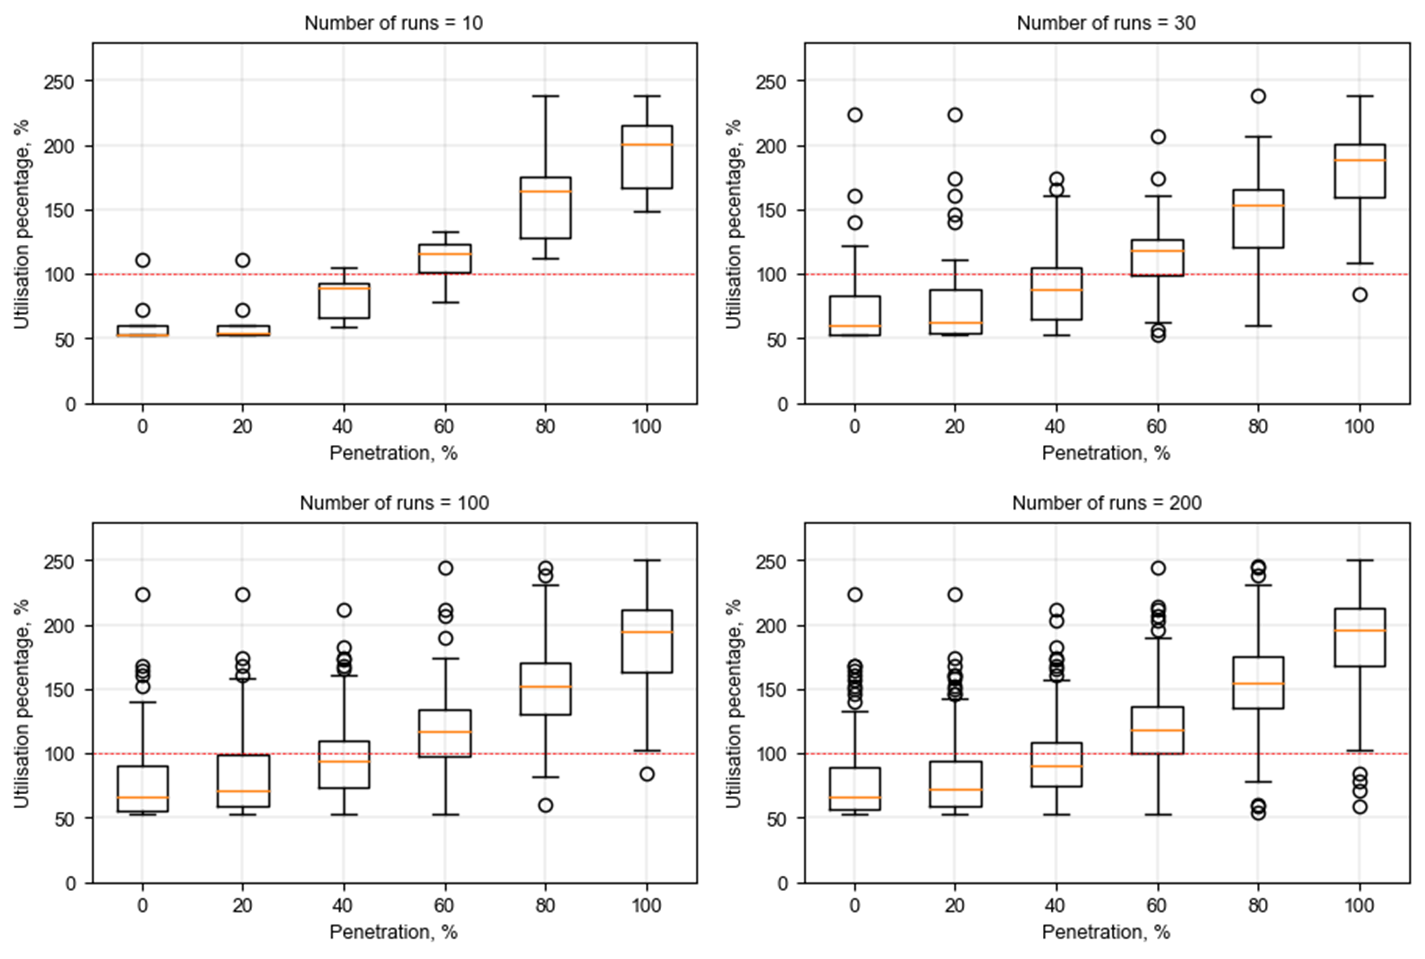 Number of runs = 10
Utilisation pecentage, %
250
200
150
100
50
0
0 20 40 60 80 100
Penetration, %
Number of runs = 30
Utilisation pecentage, %
250
200
150
100
50
0
0 20 40 60 80 100
Penetration, %
Number of runs = 100
Utilisation pecentage, %
250
200
150
100
50
0
0 20 40 60 80 100
Penetration, %
Number of runs = 200
Utilisation pecentage, %
250
200
150
100
50
0
0 20 40 60 80 100
Penetration, %